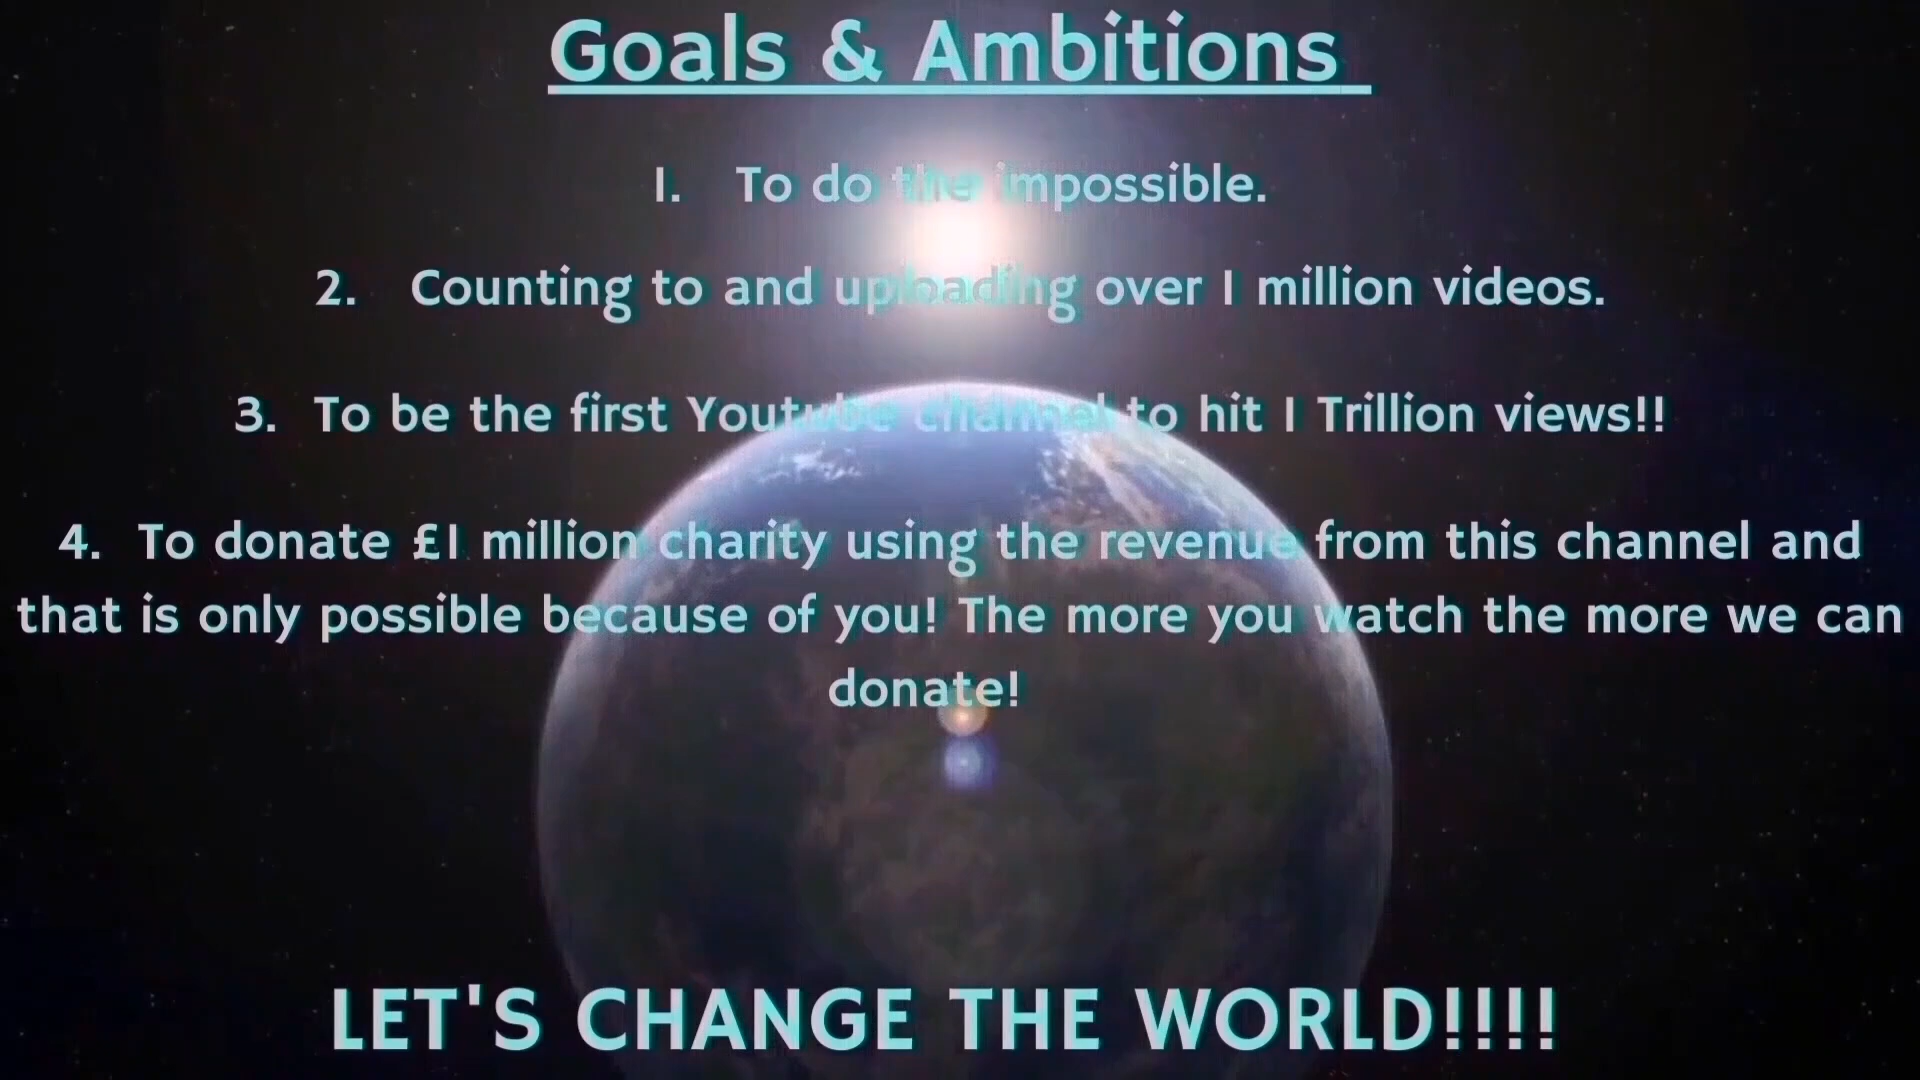 Goals & Ambitions
1. To do the impossible.
2. Counting to and uploading over 1 million videos.
3. To be the first Youtube channel to hit 1 Trillion views!!
4. To donate £1 million charity using the revenue from this channel and
that is only possible because of you! The more you watch the more we can
donate!
LET'S CHANGE THE WORLD!!!!